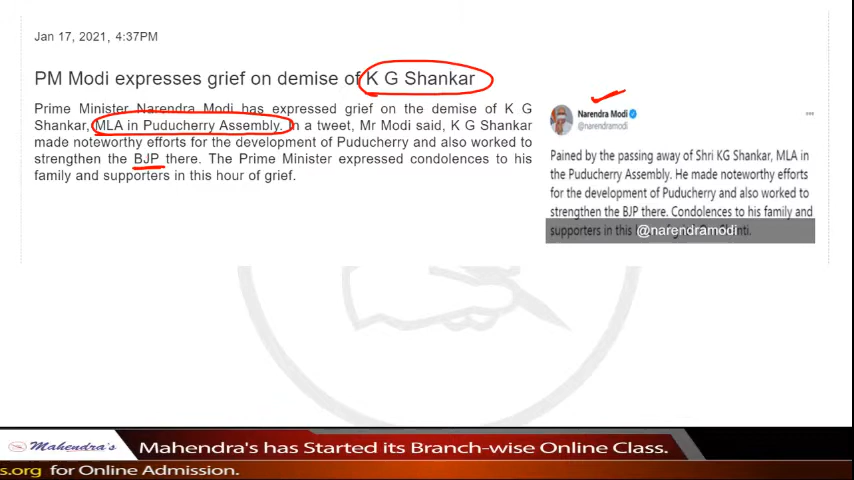 Jan 17, 2021, 4:37PM
PM Modi expresses grief on demise of K G Shankar
Prime Minister Narendra Modi has expressed grief on the demise of K G
Shankar, MLA in Puducherry Assembly. In a tweet, Mr Modi said, K G Shankar
made noteworthy efforts for the development of Puducherry and also worked to
strengthen the BJP there. The Prime Minister expressed condolences to his
family and supporters in this hour of grief.
Narendra Modi
@narendramodi
Pained by the passing away of Shri KG Shankar, MLA in
the Puducherry Assembly. He made noteworthy efforts
for the development of Puducherry and also worked to
strengthen the BJP there. Condolences to his family and
supporters in this
@narendramodi
Mahendra's
Mahendra's has Started its Branch-wise Online Class.
s.org for Online Admission.